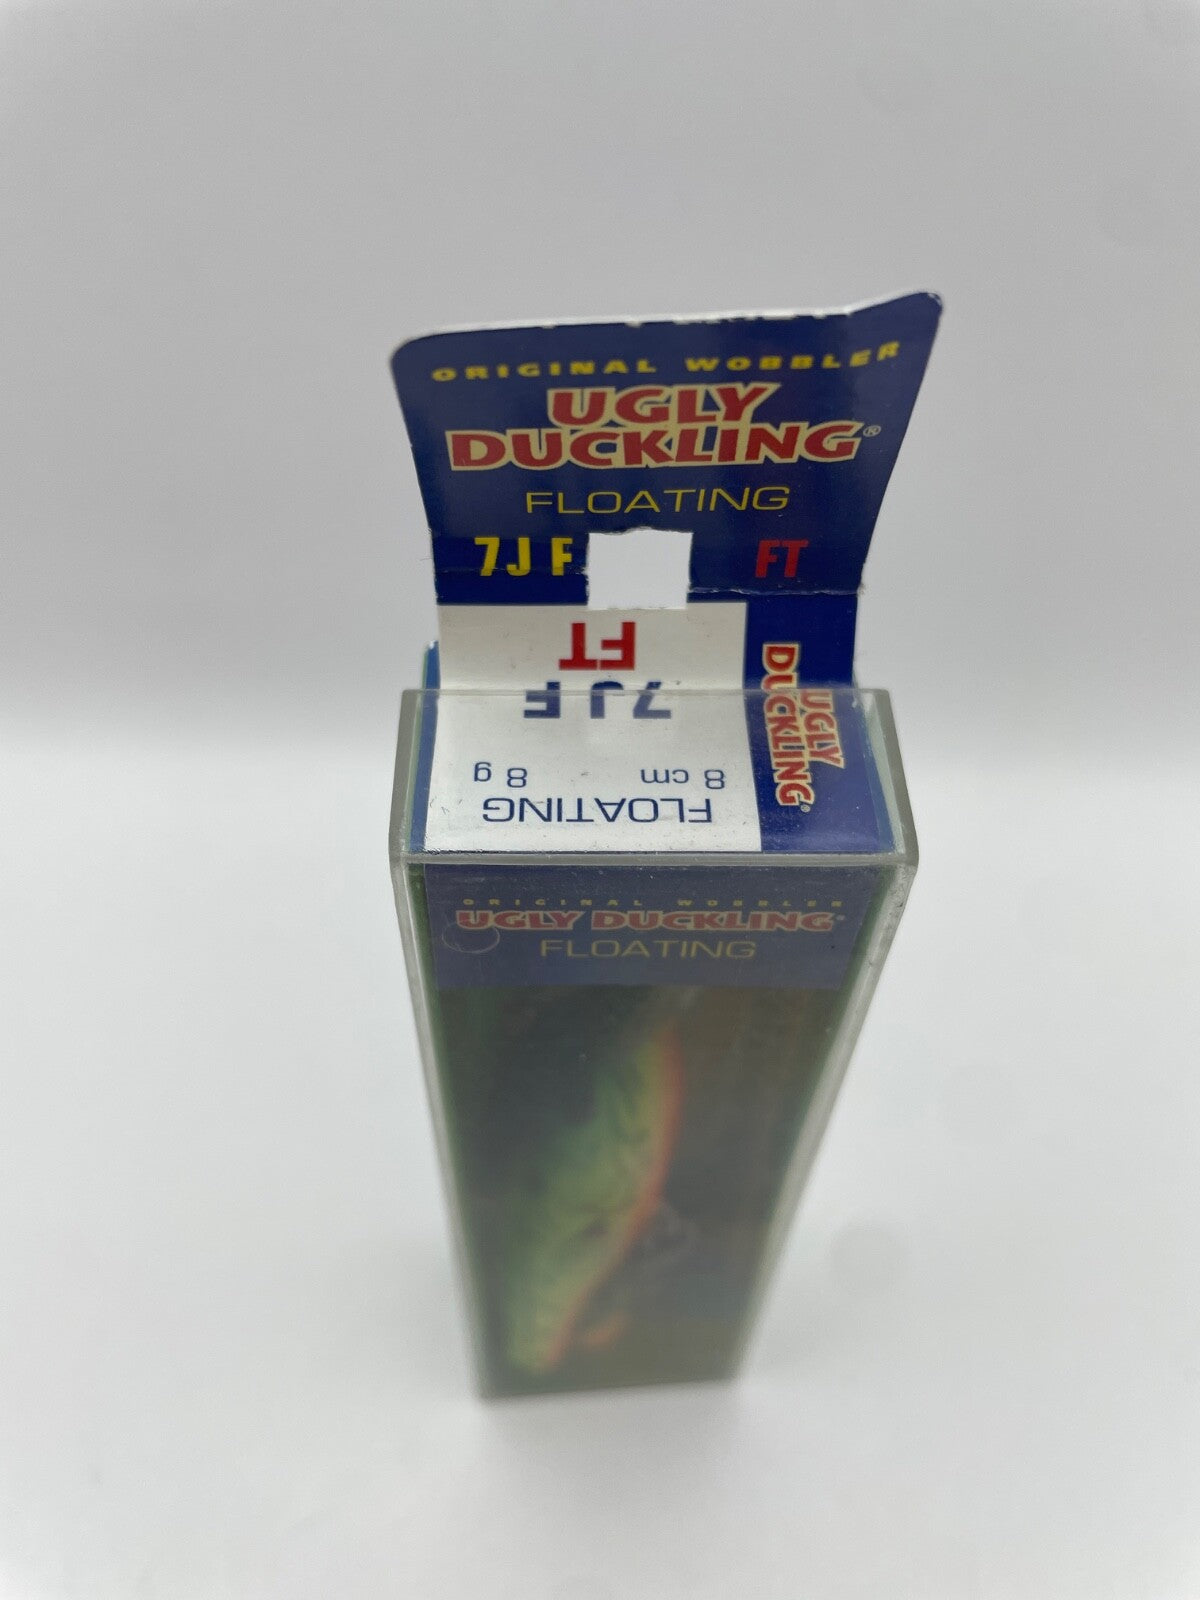 ORIGINAL WOBBLER
UGLY
DUCKLING®
FLOATING
7J F FT
FT
7J F
8 cm 8 g
FLOATING
UGLY
DUCKLING®
ORIGINAL WOBBLER
UGLY DUCKLING®
FLOATING